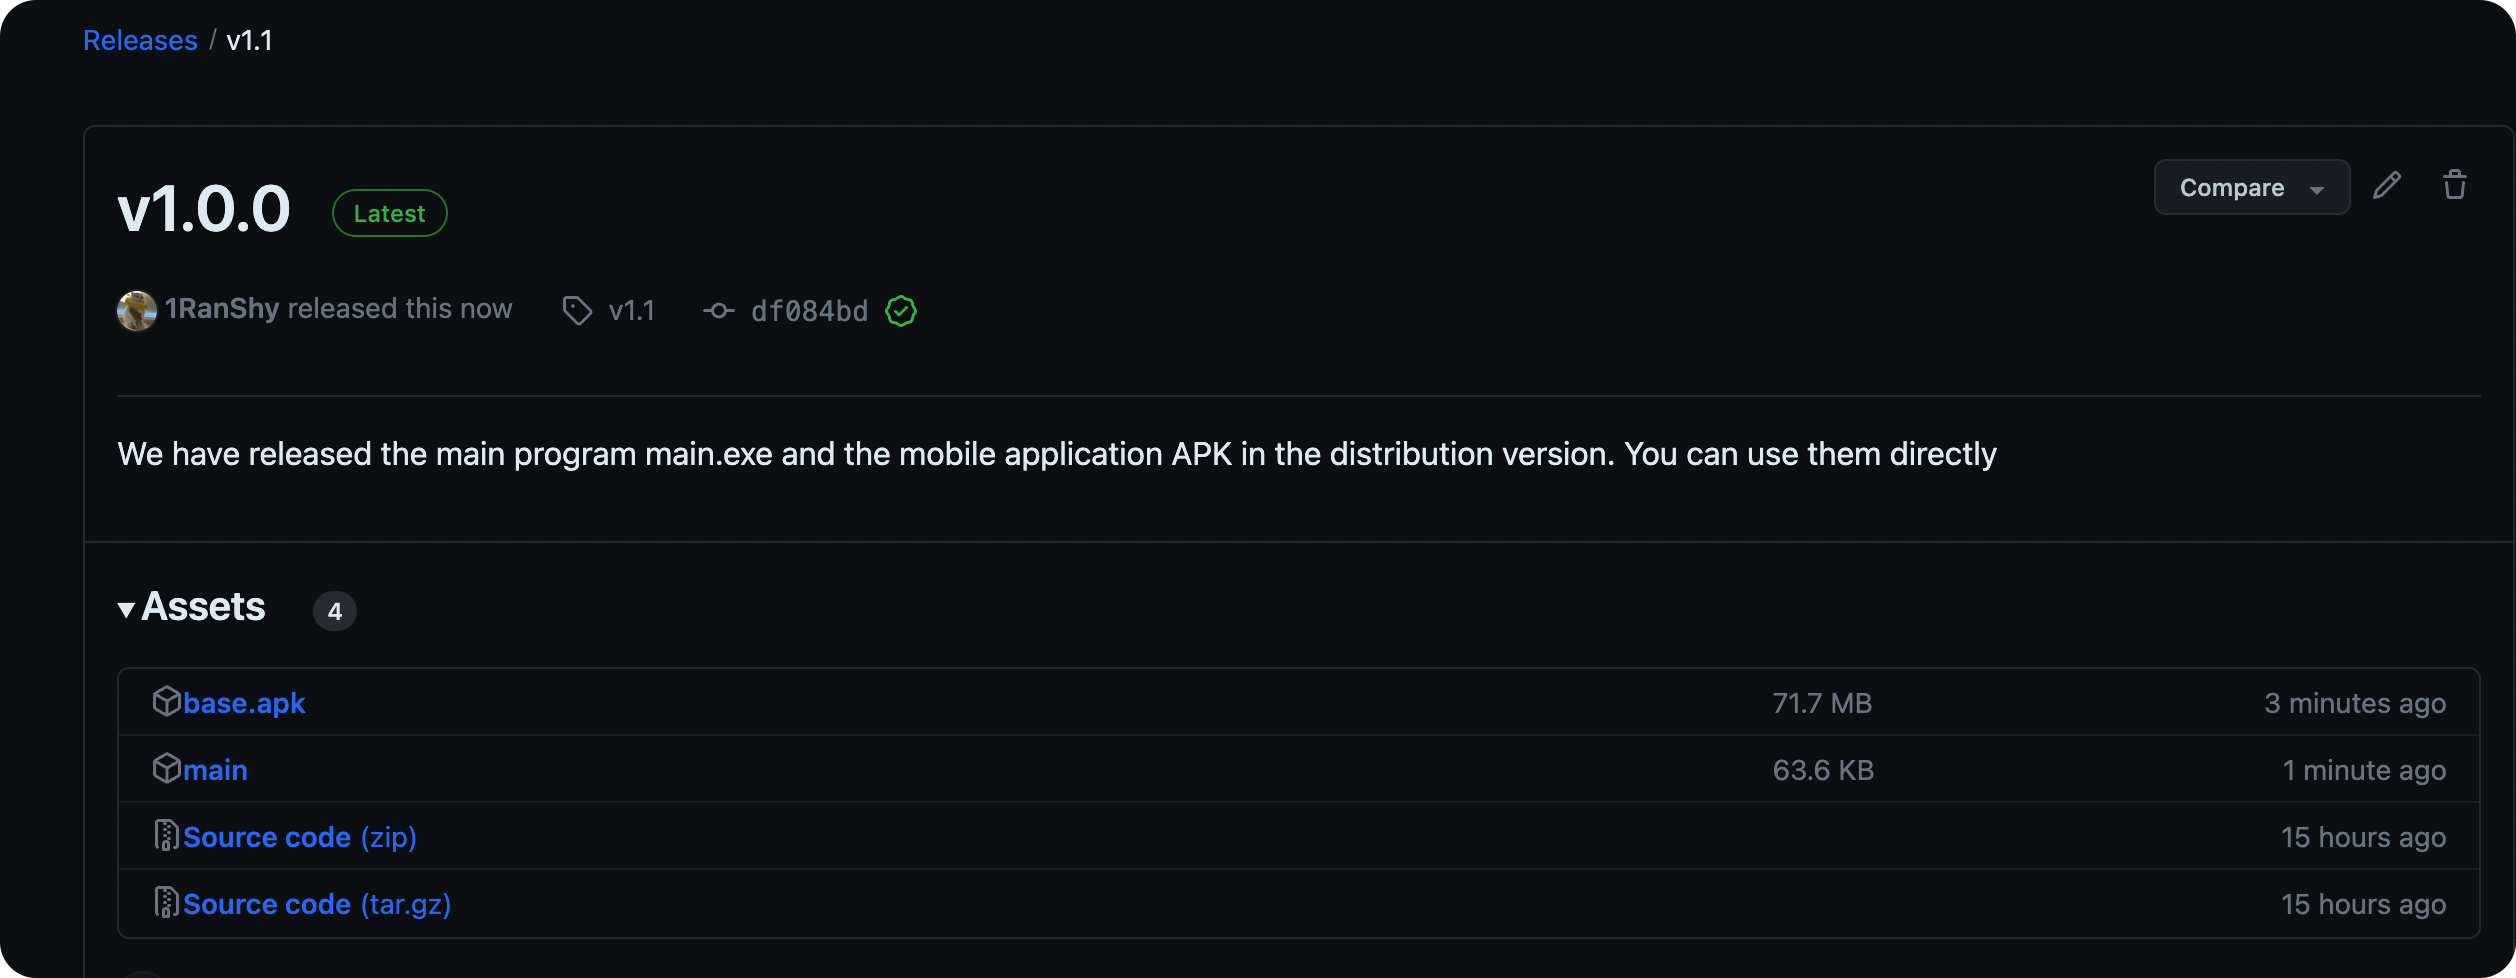 Releases / v1.1
v1.0.0 Latest Compare
1RanShy released this now v1.1 df084bd
We have released the main program main.exe and the mobile application APK in the distribution version. You can use them directly
Assets 4
base.apk 71.7 MB 3 minutes ago
main 63.6 KB 1 minute ago
Source code (zip) 15 hours ago
Source code (tar.gz) 15 hours ago